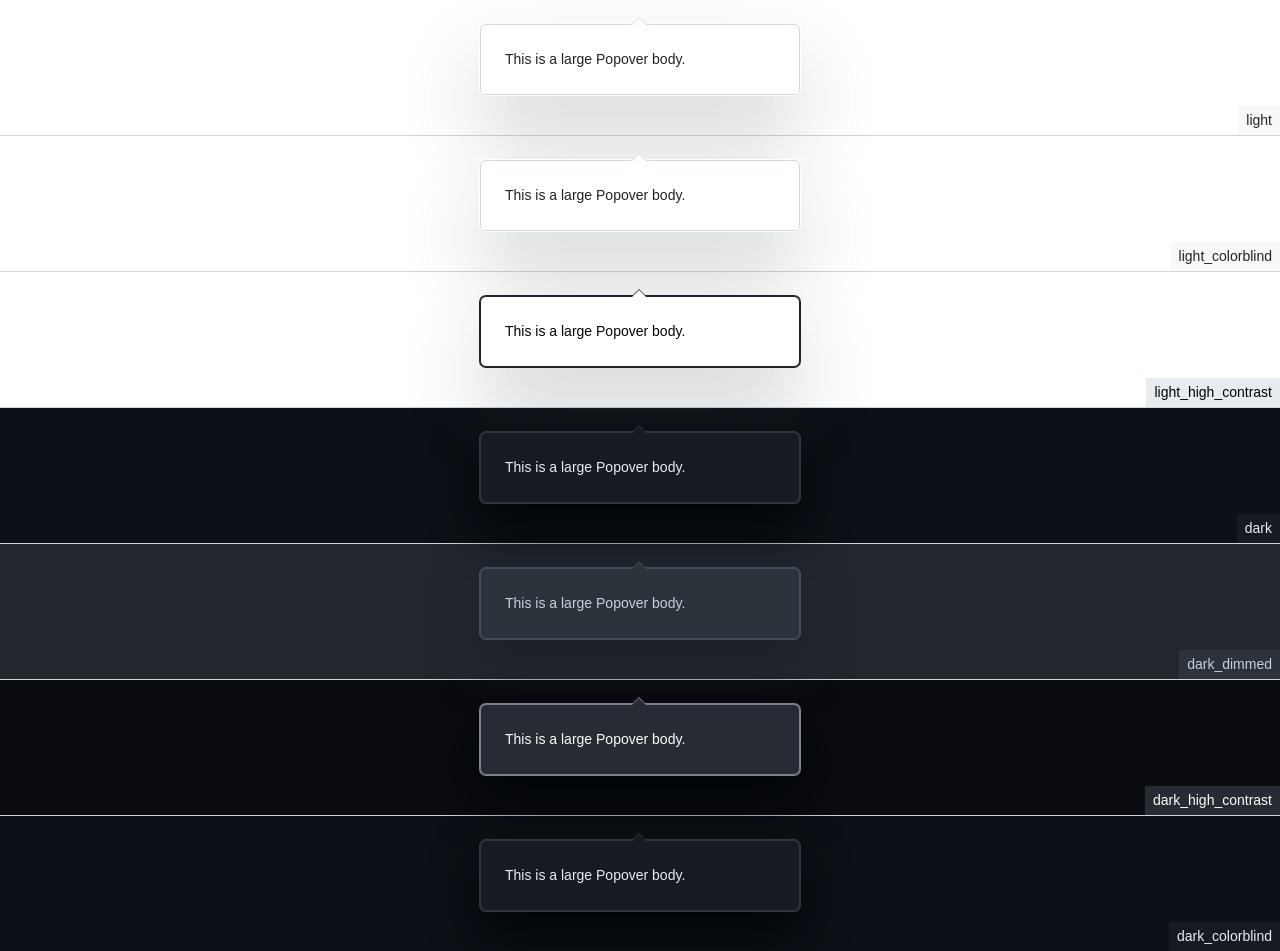 This is a large Popover body.
light
This is a large Popover body.
light_colorblind
This is a large Popover body.
light_high_contrast
This is a large Popover body.
dark
This is a large Popover body.
dark_dimmed
This is a large Popover body.
dark_high_contrast
This is a large Popover body.
dark_colorblind